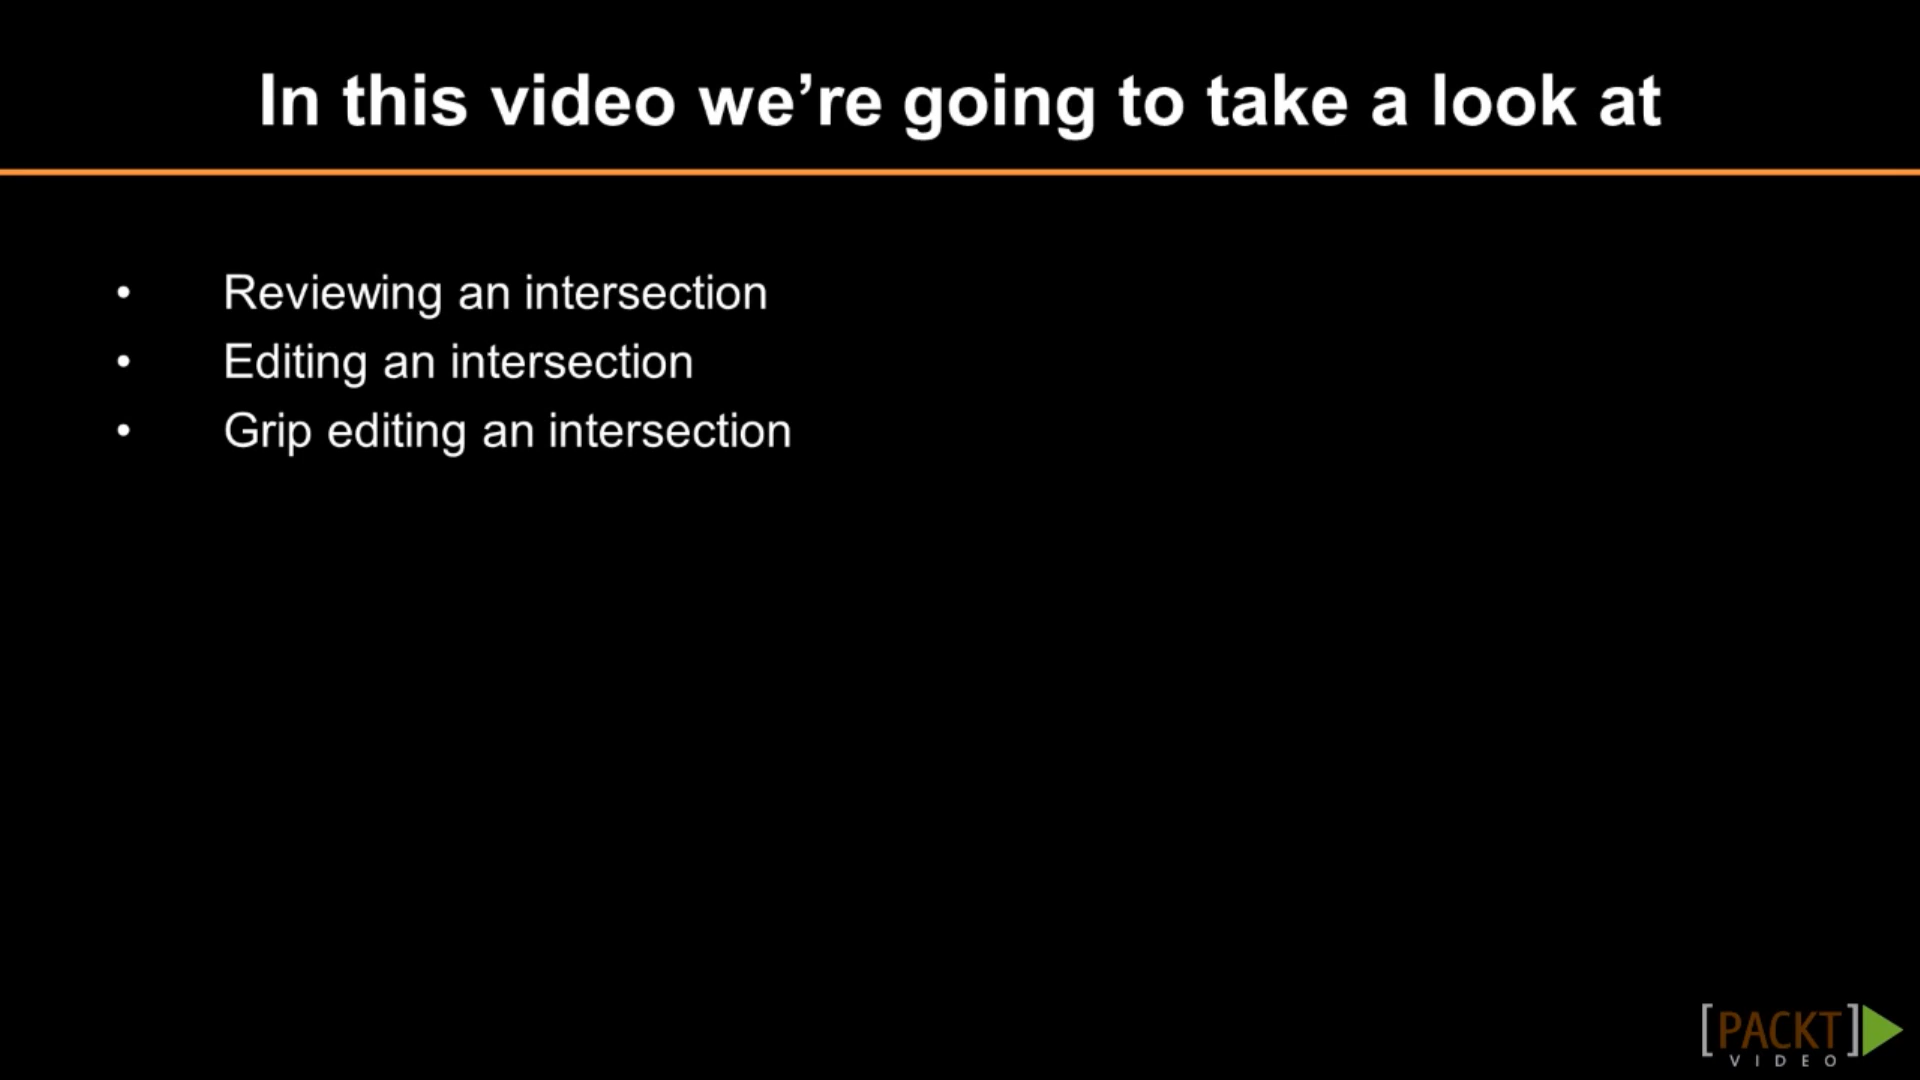 In this video we’re going to take a look at
• Reviewing an intersection
• Editing an intersection
• Grip editing an intersection
[PACKT]
VIDEO